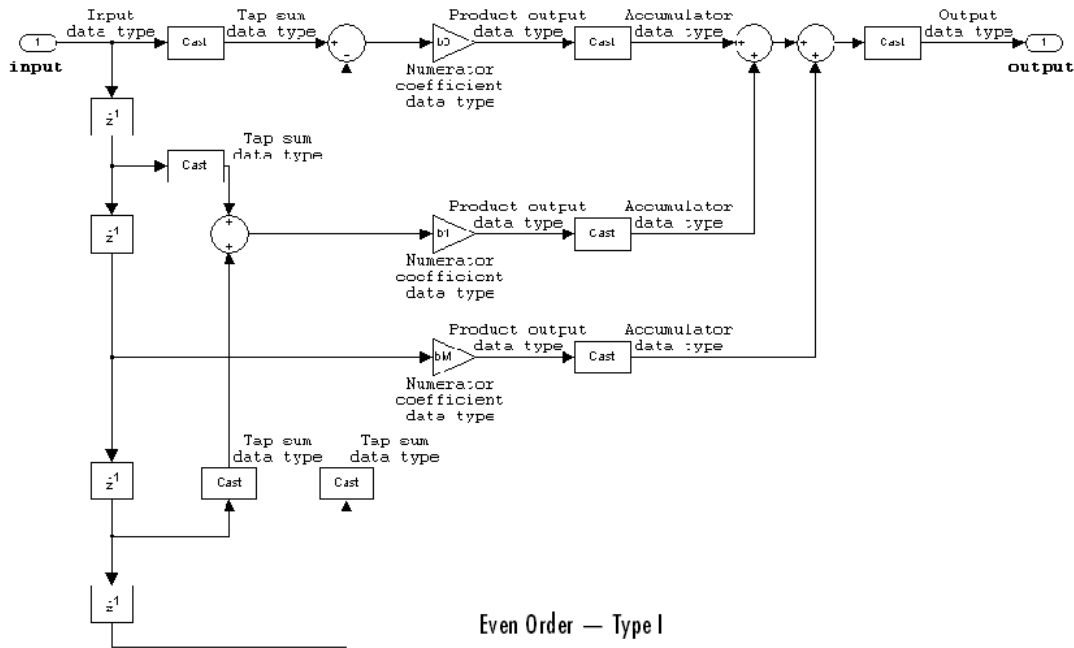 Input data type
Tap sum data type
Product output data type
Accumulator data type
Output data type
1
Cast
+
-
b0
Cast
+
+
+
+
Cast
1
input
output
Numerator coefficient data type
z-1
Tap sum data type
Cast
Product output data type
Accumulator data type
z-1
+
+
b1
Cast
Numerator coefficient data type
Product output data type
Accumulator data type
bM
Cast
Numerator coefficient data type
Tap sum data type
Tap sum data type
z-1
Cast
Cast
z-1
Even Order — Type I